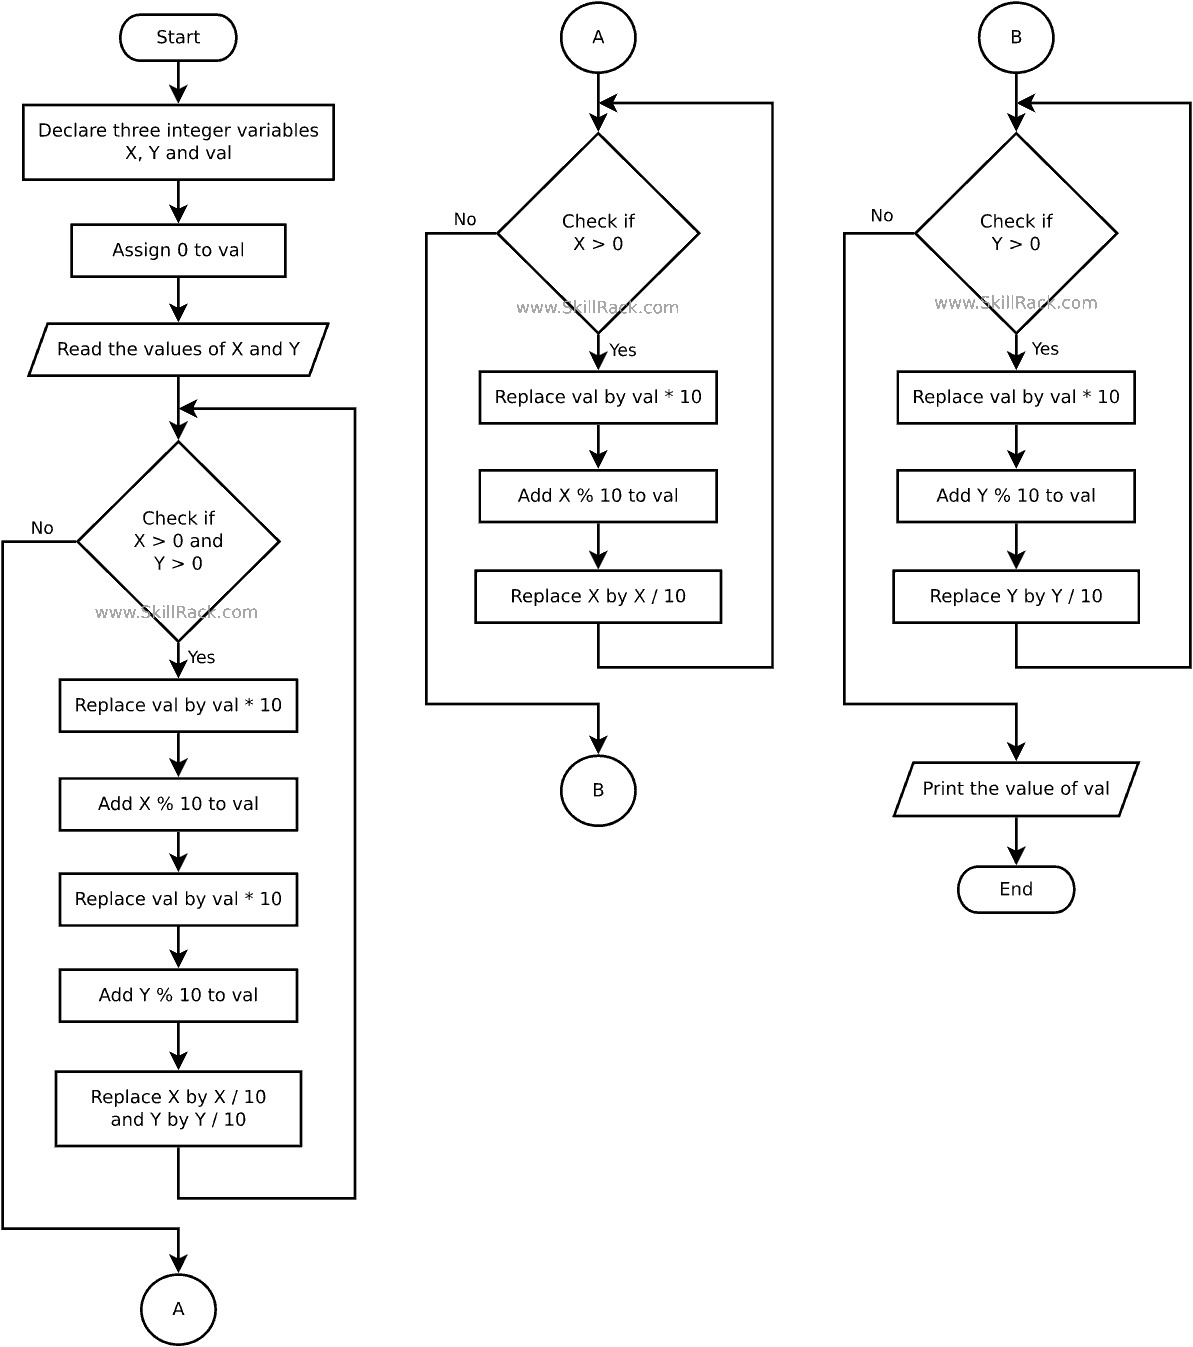 Start
Declare three integer variables
X, Y and val
Assign 0 to val
Read the values of X and Y
Check if
X > 0 and
Y > 0
No
www.SkillRack.com
Yes
Replace val by val * 10
Add X % 10 to val
Replace val by val * 10
Add Y % 10 to val
Replace X by X / 10
and Y by Y / 10
A
A
Check if
X > 0
No
www.SkillRack.com
Yes
Replace val by val * 10
Add X % 10 to val
Replace X by X / 10
B
B
Check if
Y > 0
No
www.SkillRack.com
Yes
Replace val by val * 10
Add Y % 10 to val
Replace Y by Y / 10
Print the value of val
End